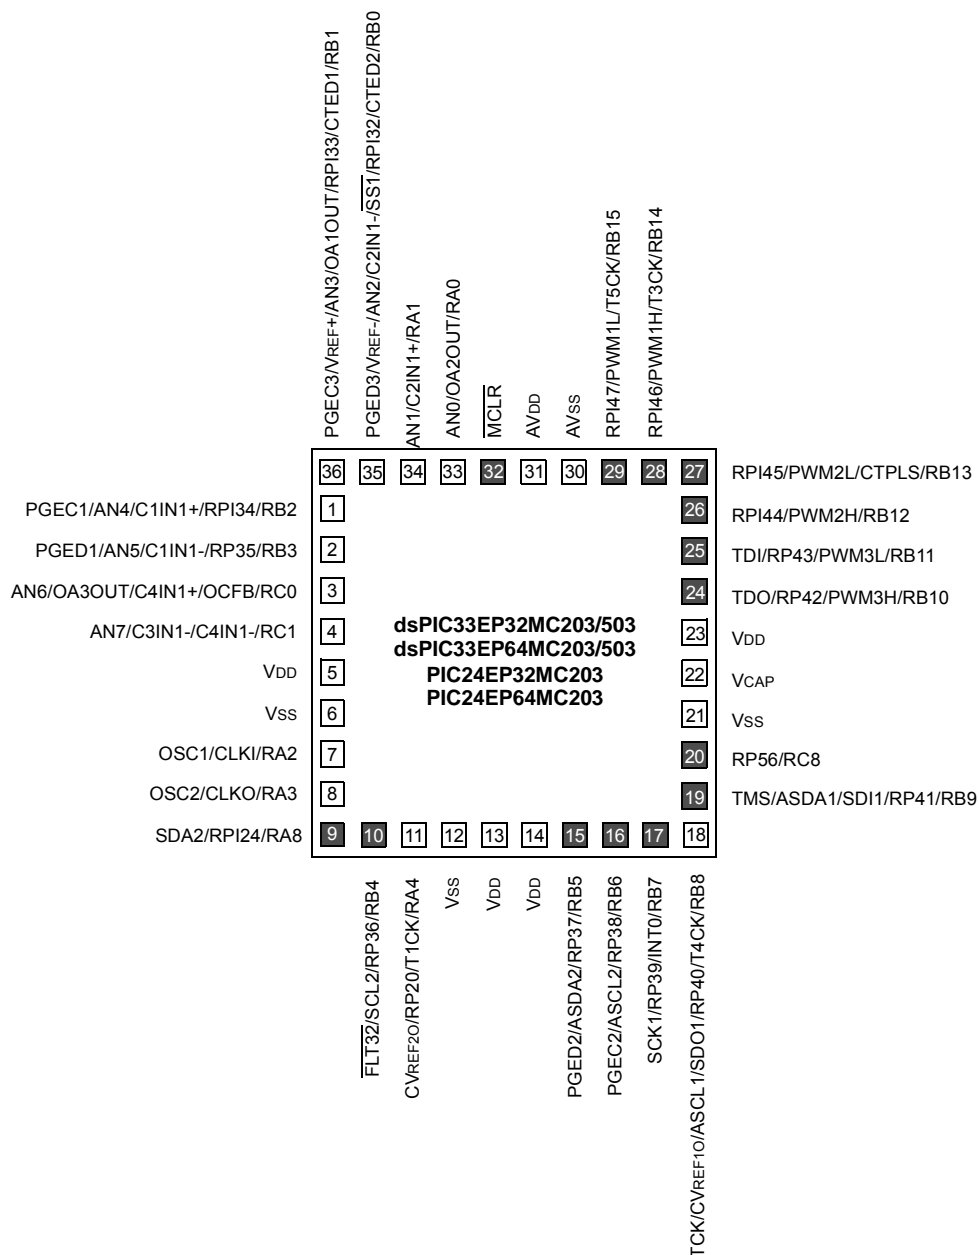 PGEC3/VREF+/AN3/OA1OUT/RPI33/CTED1/RB1
PGED3/VREF-/AN2/C2IN1-/SS1/RPI32/CTED2/RB0
AN1/C2IN1+/RA1
AN0/OA2OUT/RA0
MCLR
AVDD
AVSS
RPI47/PWM1L/T5CK/RB15
RPI46/PWM1H/T3CK/RB14
36 35 34 33 32 31 30 29 28 27 RPI45/PWM2L/CTPLS/RB13
PGEC1/AN4/C1IN1+/RPI34/RB2 1 26 RPI44/PWM2H/RB12
PGED1/AN5/C1IN1-/RP35/RB3 2 25 TDI/RP43/PWM3L/RB11
AN6/OA3OUT/C4IN1+/OCFB/RC0 3 24 TDO/RP42/PWM3H/RB10
AN7/C3IN1-/C4IN1-/RC1 4 23 VDD
dsPIC33EP32MC203/503
dsPIC33EP64MC203/503
PIC24EP32MC203
PIC24EP64MC203
VDD 5 22 VCAP
VSS 6 21 VSS
OSC1/CLKI/RA2 7 20 RP56/RC8
OSC2/CLKO/RA3 8 19 TMS/ASDA1/SDI1/RP41/RB9
SDA2/RPI24/RA8 9 10 11 12 13 14 15 16 17 18
FLT32/SCL2/RP36/RB4
CVREF2O/RP20/T1CK/RA4
VSS
VDD
VDD
PGED2/ASDA2/RP37/RB5
PGEC2/ASCL2/RP38/RB6
SCK1/RP39/INT0/RB7
TCK/CVREF1O/ASCL1/SDO1/RP40/T4CK/RB8